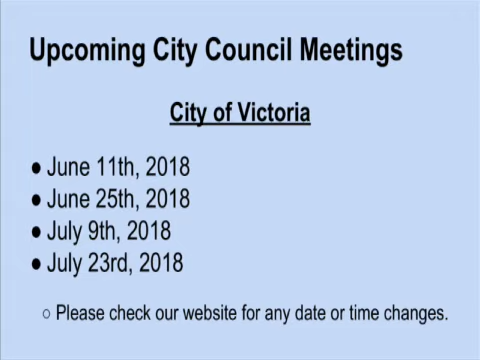 Upcoming City Council Meetings
City of Victoria
● June 11th, 2018
● June 25th, 2018
● July 9th, 2018
● July 23rd, 2018
○ Please check our website for any date or time changes.